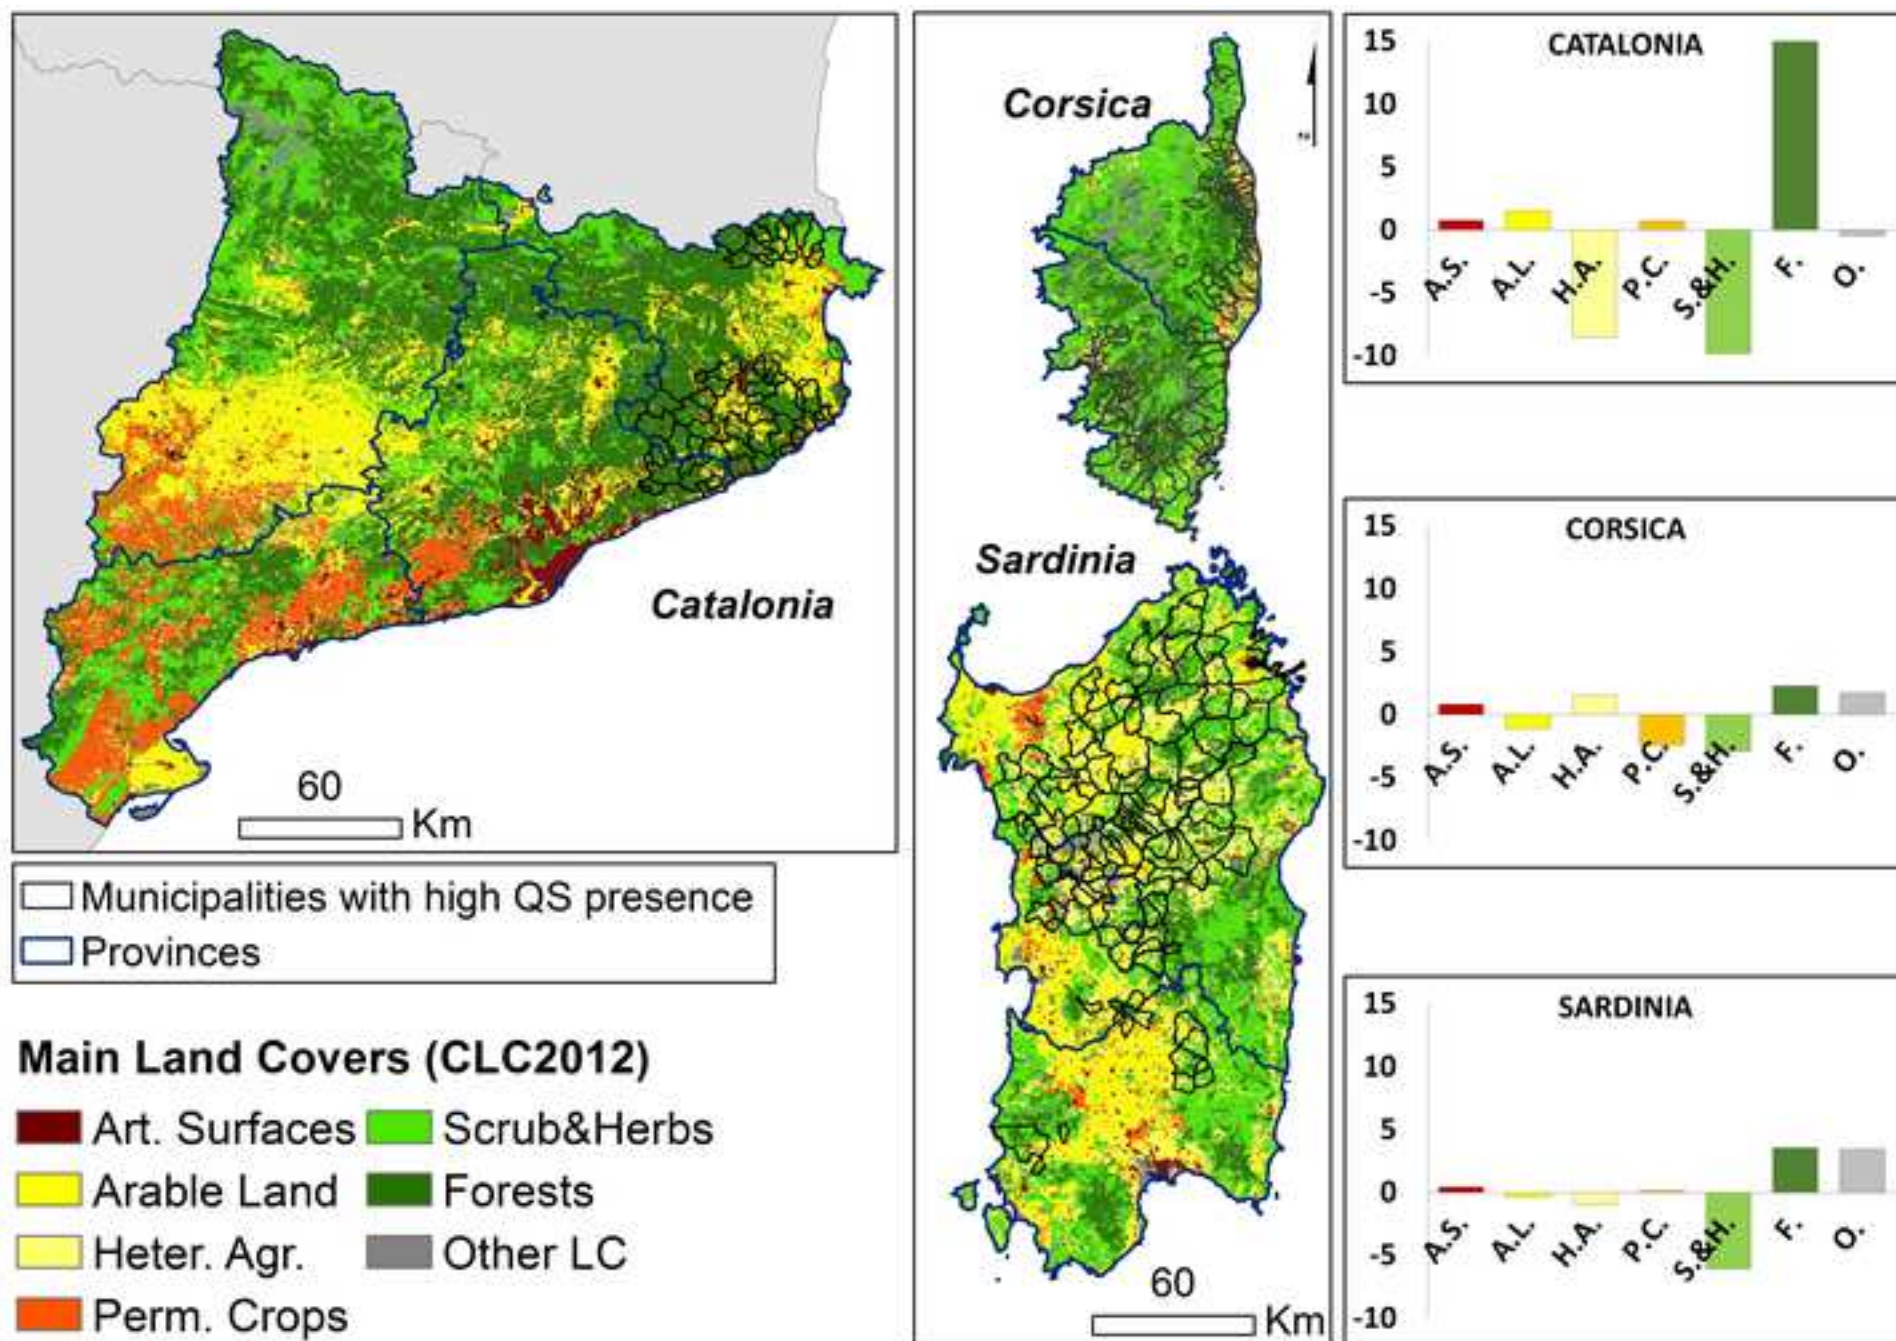 Catalonia
60
Km
Municipalities with high QS presence
Provinces
Main Land Covers (CLC2012)
Art. Surfaces
Scrub&Herbs
Arable Land
Forests
Heter. Agr.
Other LC
Perm. Crops
Corsica
Sardinia
60
Km
CATALONIA
15
10
5
0
-5
-10
A.S.
A.L.
H.A.
P.C.
S.&H.
F.
O.
CORSICA
15
10
5
0
-5
-10
A.S.
A.L.
H.A.
P.C.
S.&H.
F.
O.
SARDINIA
15
10
5
0
-5
-10
A.S.
A.L.
H.A.
P.C.
S.&H.
F.
O.